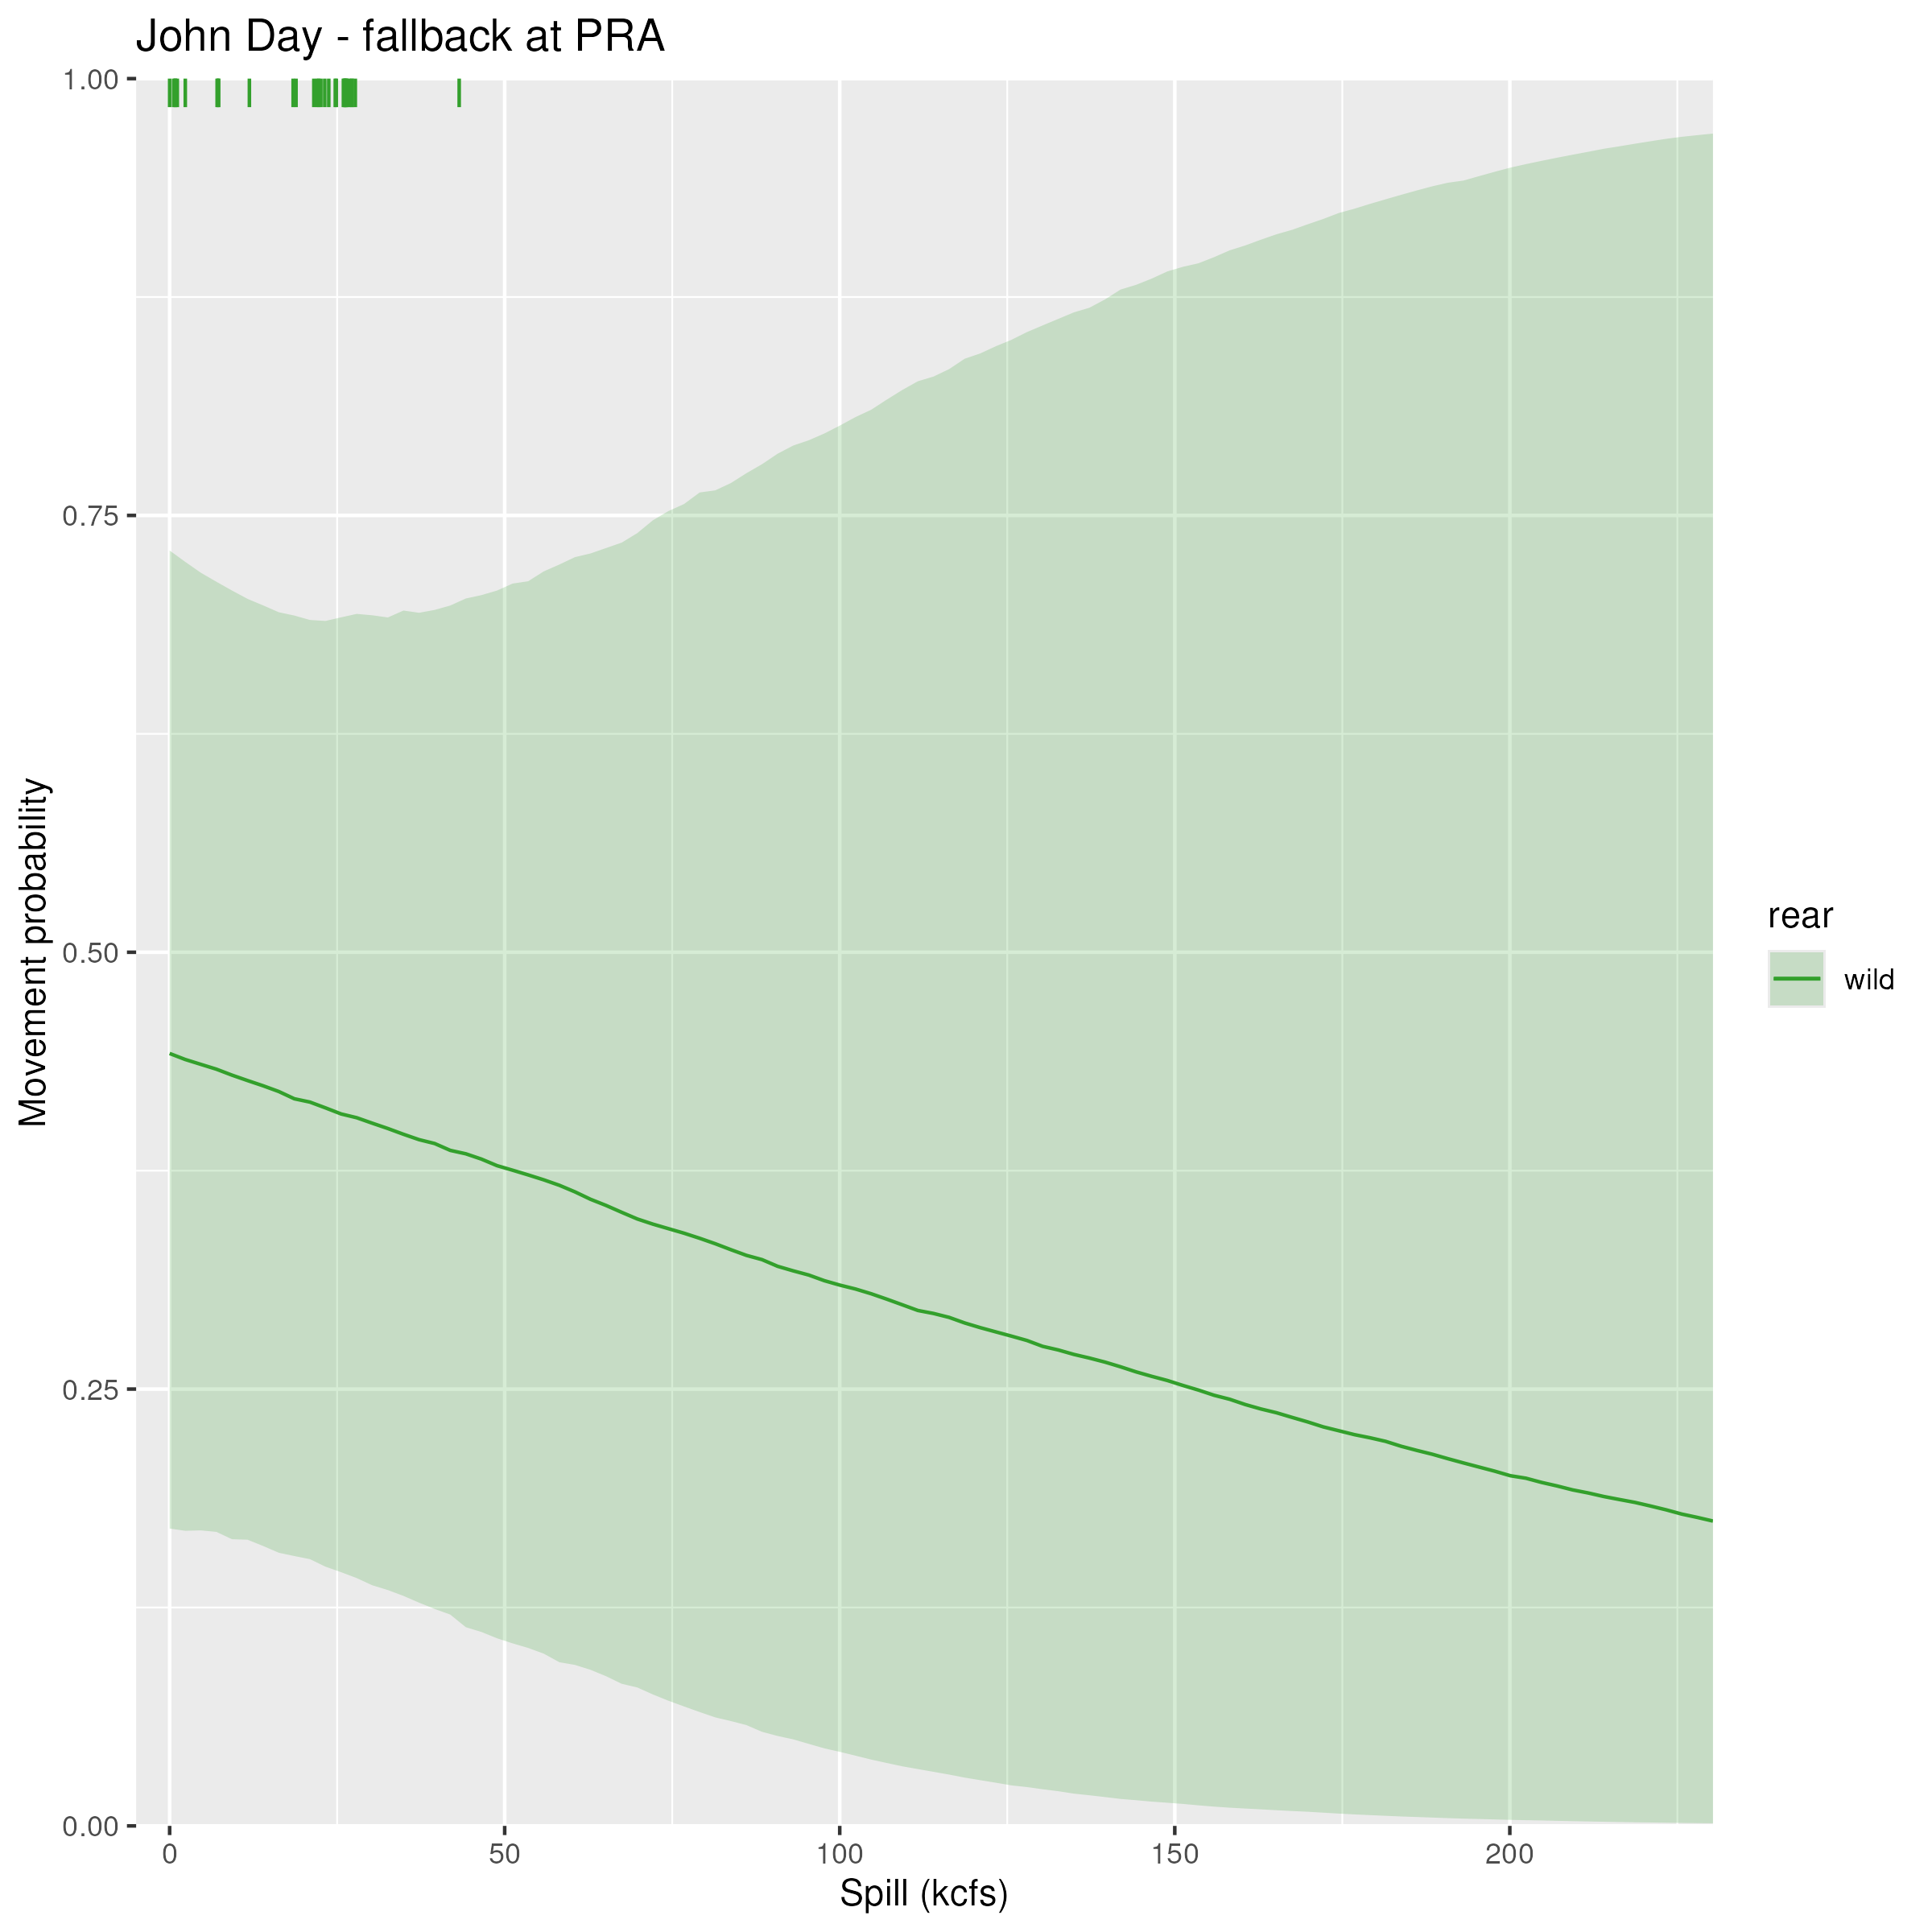 John Day - fallback at PRA
1.00
0.75
0.50
0.25
0.00
Movement probability
0 50 100 150 200
Spill (kcfs)
rear
wild